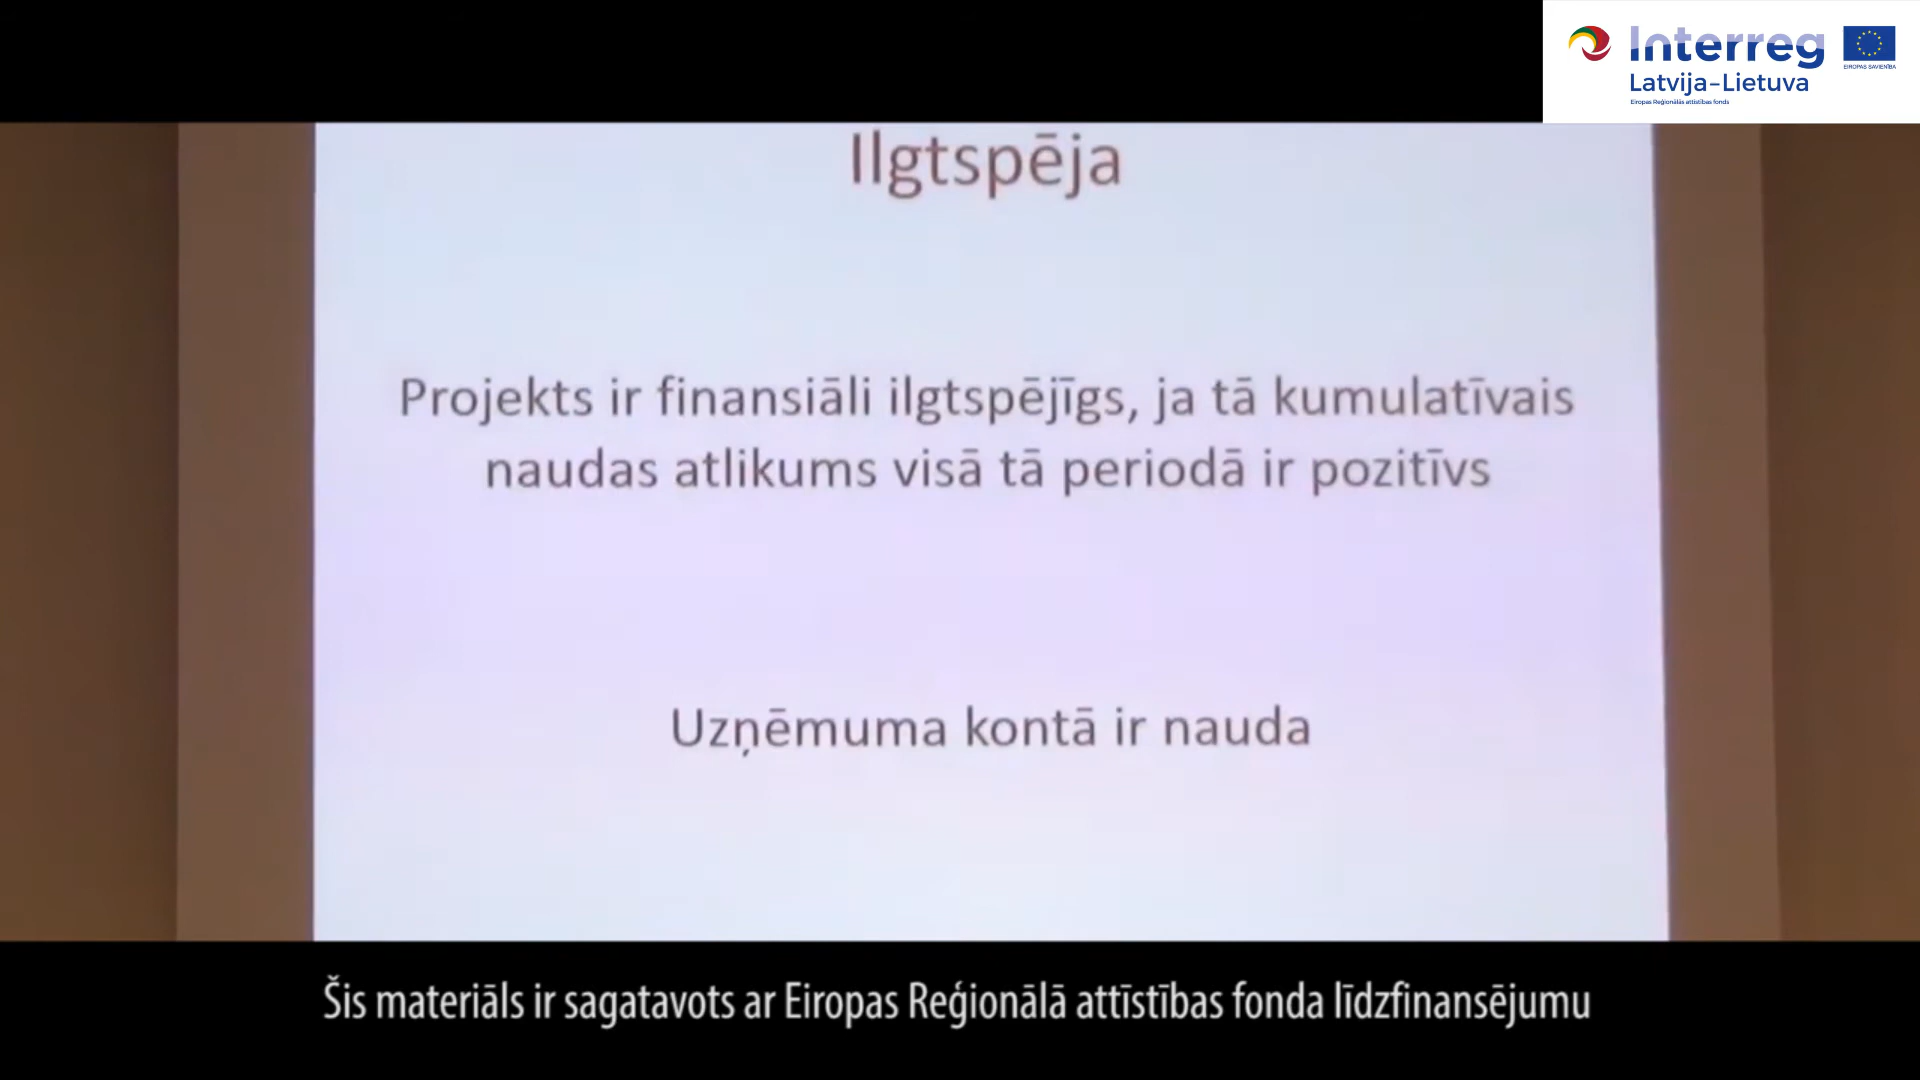 Interreg
Latvija–Lietuva
Eiropas Reģionālās attīstības fonds
EIROPAS SAVIENĪBA
Ilgtspēja
Projekts ir finansiāli ilgtspējīgs, ja tā kumulatīvais
naudas atlikums visā tā periodā ir pozitīvs
Uzņēmuma kontā ir nauda
Šis materiāls ir sagatavots ar Eiropas Reģionālā attīstības fonda līdzfinansējumu